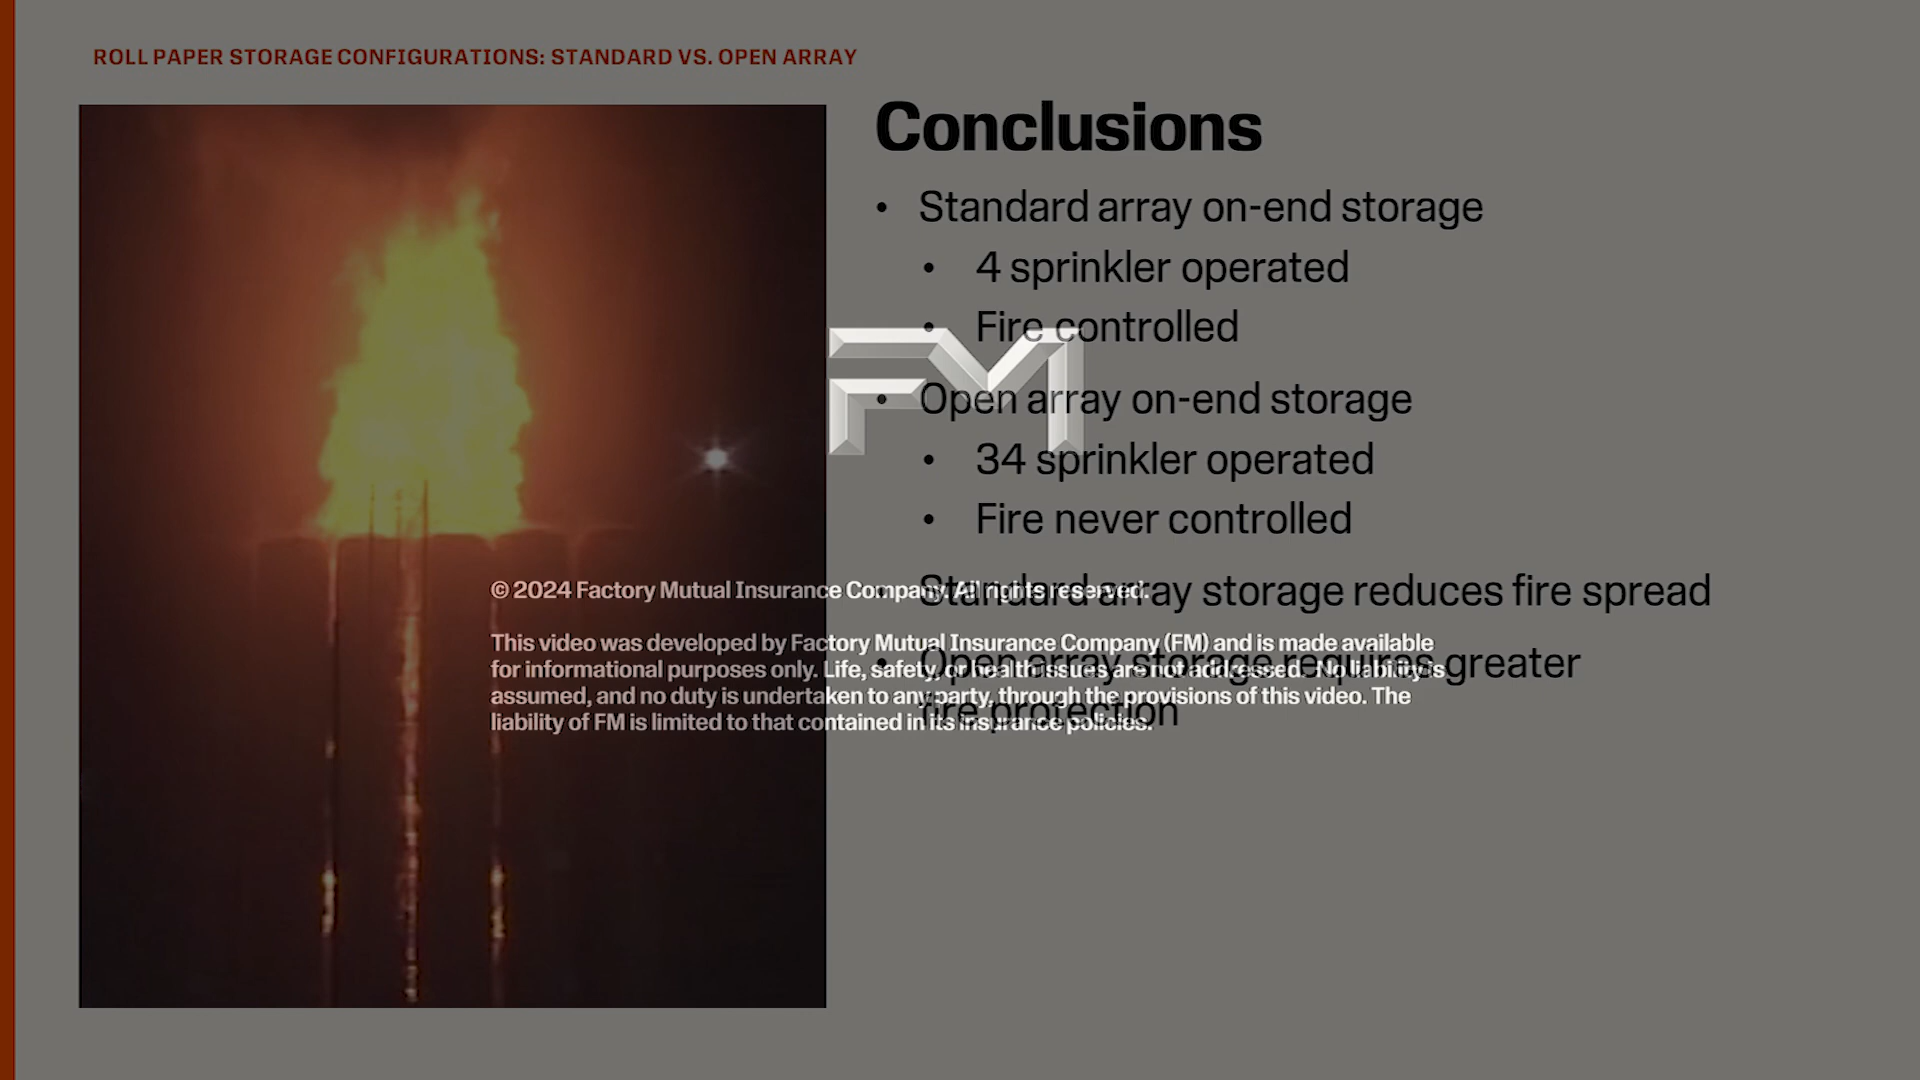 ROLL PAPER STORAGE CONFIGURATIONS: STANDARD VS. OPEN ARRAY
Conclusions
• Standard array on-end storage
• 4 sprinkler operated
• Fire controlled
FM
• Open array on-end storage
• 34 sprinkler operated
• Fire never controlled
• Standard array storage reduces fire spread
• Open array storage requires greater
fire protection
© 2024 Factory Mutual Insurance Company. All rights reserved.
This video was developed by Factory Mutual Insurance Company (FM) and is made available
for informational purposes only. Life, safety, or health issues are not addressed. No liability is
assumed, and no duty is undertaken to any party, through the provisions of this video. The
liability of FM is limited to that contained in its insurance policies.